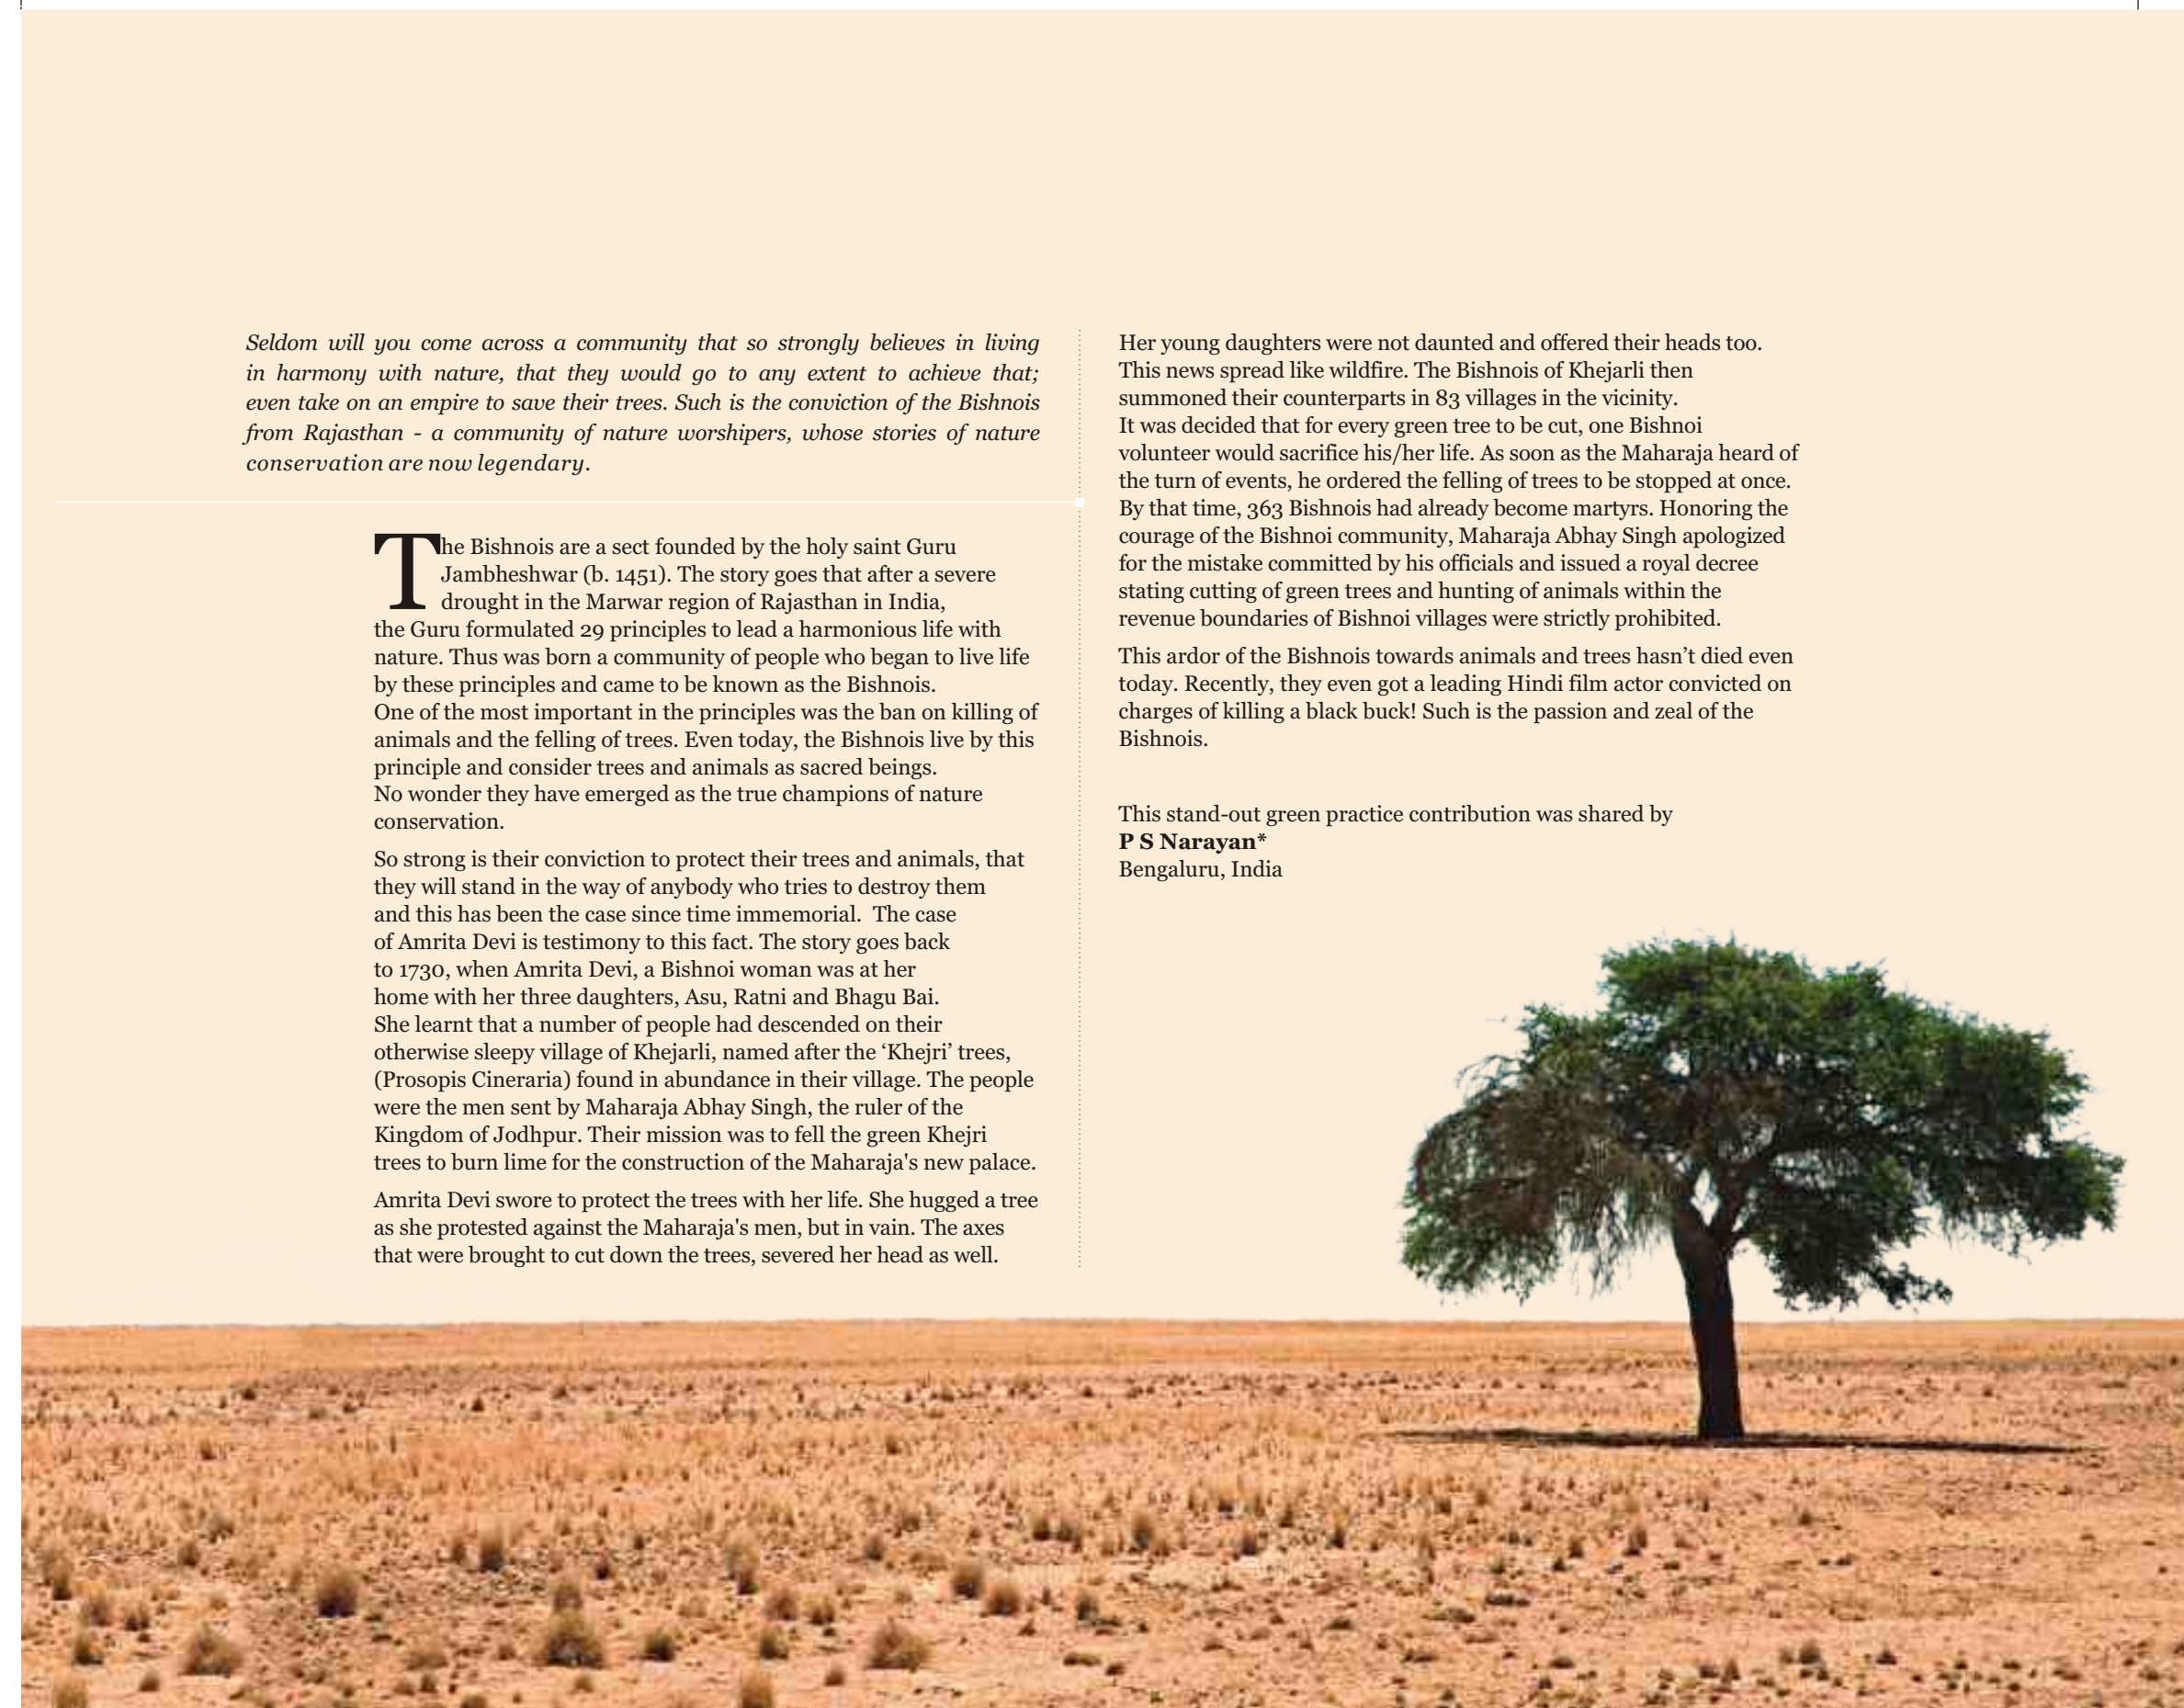 Seldom will you come across a community that so strongly believes in living
in harmony with nature, that they would go to any extent to achieve that;
even take on an empire to save their trees. Such is the conviction of the Bishnois
from Rajasthan - a community of nature worshipers, whose stories of nature
conservation are now legendary.
The Bishnois are a sect founded by the holy saint Guru
Jambheshwar (b. 1451). The story goes that after a severe
drought in the Marwar region of Rajasthan in India,
the Guru formulated 29 principles to lead a harmonious life with
nature. Thus was born a community of people who began to live life
by these principles and came to be known as the Bishnois.
One of the most important in the principles was the ban on killing of
animals and the felling of trees. Even today, the Bishnois live by this
principle and consider trees and animals as sacred beings.
No wonder they have emerged as the true champions of nature
conservation.
So strong is their conviction to protect their trees and animals, that
they will stand in the way of anybody who tries to destroy them
and this has been the case since time immemorial.  The case
of Amrita Devi is testimony to this fact. The story goes back
to 1730, when Amrita Devi, a Bishnoi woman was at her
home with her three daughters, Asu, Ratni and Bhagu Bai.
She learnt that a number of people had descended on their
otherwise sleepy village of Khejarli, named after the ‘Khejri’ trees,
(Prosopis Cineraria) found in abundance in their village. The people
were the men sent by Maharaja Abhay Singh, the ruler of the
Kingdom of Jodhpur. Their mission was to fell the green Khejri
trees to burn lime for the construction of the Maharaja's new palace.
Amrita Devi swore to protect the trees with her life. She hugged a tree
as she protested against the Maharaja's men, but in vain. The axes
that were brought to cut down the trees, severed her head as well.
Her young daughters were not daunted and offered their heads too.
This news spread like wildfire. The Bishnois of Khejarli then
summoned their counterparts in 83 villages in the vicinity.
It was decided that for every green tree to be cut, one Bishnoi
volunteer would sacrifice his/her life. As soon as the Maharaja heard of
the turn of events, he ordered the felling of trees to be stopped at once.
By that time, 363 Bishnois had already become martyrs. Honoring the
courage of the Bishnoi community, Maharaja Abhay Singh apologized
for the mistake committed by his officials and issued a royal decree
stating cutting of green trees and hunting of animals within the
revenue boundaries of Bishnoi villages were strictly prohibited.
This ardor of the Bishnois towards animals and trees hasn’t died even
today. Recently, they even got a leading Hindi film actor convicted on
charges of killing a black buck! Such is the passion and zeal of the
Bishnois.
This stand-out green practice contribution was shared by
P S Narayan*
Bengaluru, India